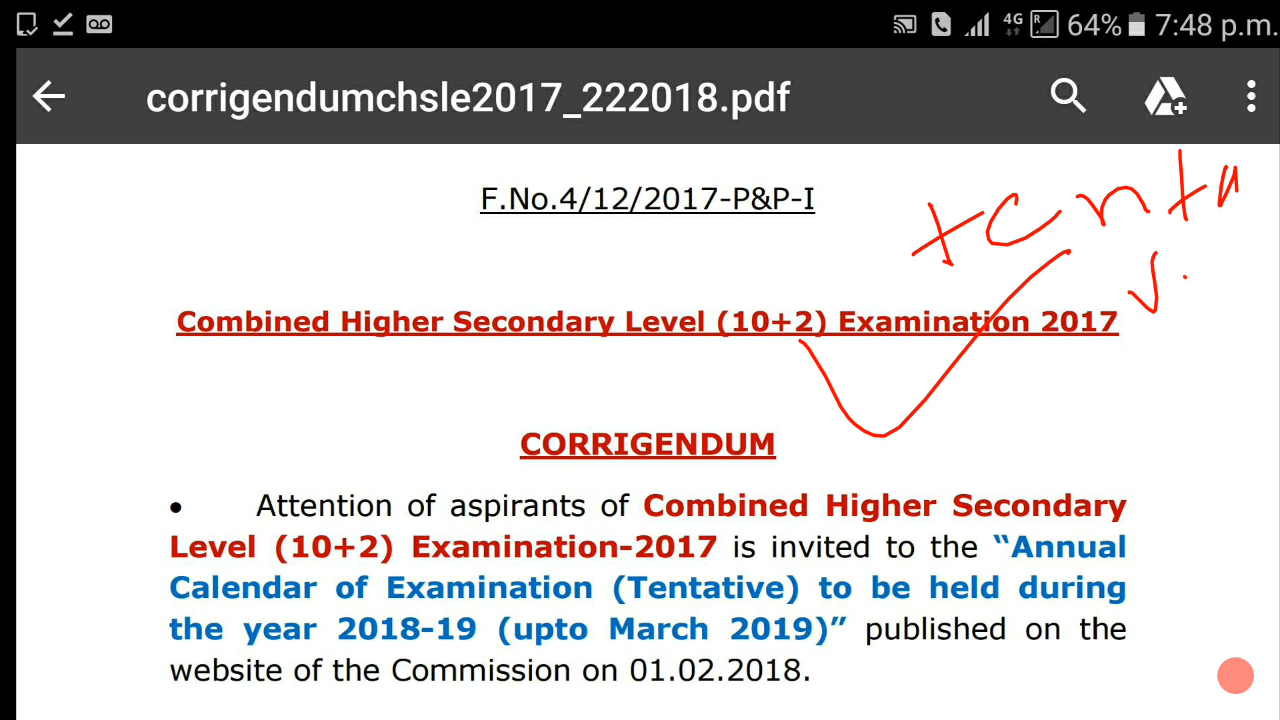 4G R 64% 7:48 p.m.
corrigendumchsle2017_222018.pdf
F.No.4/12/2017-P&P-I
Combined Higher Secondary Level (10+2) Examination 2017
CORRIGENDUM
• Attention of aspirants of Combined Higher Secondary
Level (10+2) Examination-2017 is invited to the “Annual
Calendar of Examination (Tentative) to be held during
the year 2018-19 (upto March 2019)” published on the
website of the Commission on 01.02.2018.